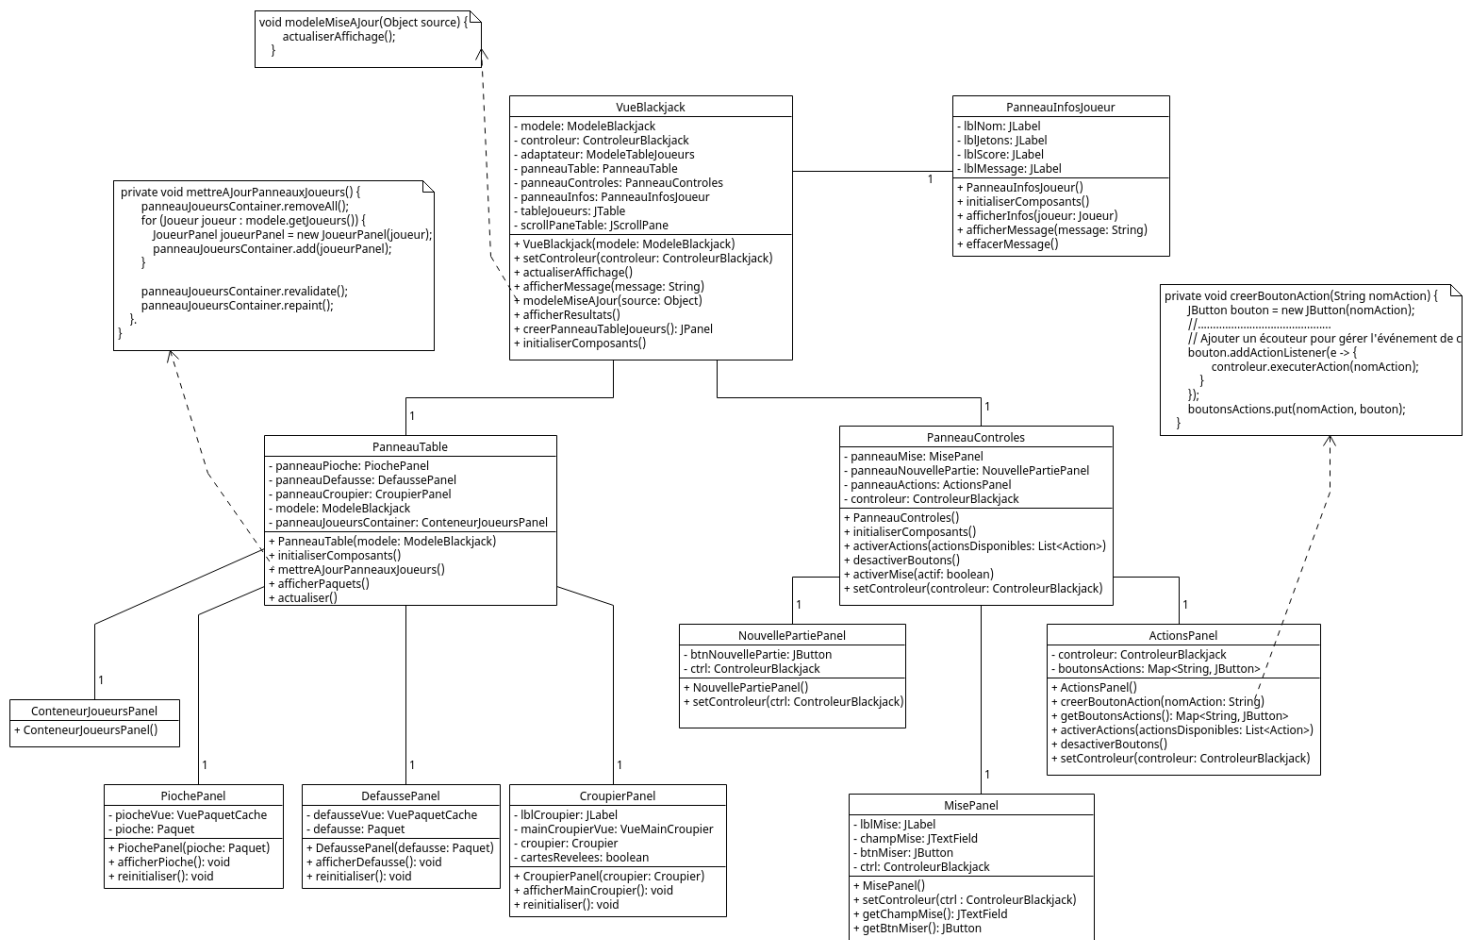 void modeleMiseAJour(Object source) {
actualiserAffichage();
}
VueBlackjack
- modele: ModeleBlackjack
- controleur: ControleurBlackjack
- adaptateur: ModeleTableJoueurs
- panneauTable: PanneauTable
- panneauControles: PanneauControles
- panneauInfos: PanneauInfosJoueur
- tableJoueurs: JTable
- scrollPaneTable: JScrollPane
+ VueBlackjack(modele: ModeleBlackjack)
+ setControleur(controleur: ControleurBlackjack)
+ actualiserAffichage()
+ afficherMessage(message: String)
+ modeleMiseAJour(source: Object)
+ afficherResultats()
+ creerPanneauTableJoueurs(): JPanel
+ initialiserComposants()
1
PanneauInfosJoueur
- lblNom: JLabel
- lblJetons: JLabel
- lblScore: JLabel
- lblMessage: JLabel
+ PanneauInfosJoueur()
+ initialiserComposants()
+ afficherInfos(joueur: Joueur)
+ afficherMessage(message: String)
+ effacerMessage()
private void mettreAJourPanneauxJoueurs() {
panneauJoueursContainer.removeAll();
for (Joueur joueur : modele.getJoueurs()) {
JoueurPanel joueurPanel = new JoueurPanel(joueur);
panneauJoueursContainer.add(joueurPanel);
}
panneauJoueursContainer.revalidate();
panneauJoueursContainer.repaint();
}.
}
private void creerBoutonAction(String nomAction) {
JButton bouton = new JButton(nomAction);
//...........................................
// Ajouter un écouteur pour gérer l'événement de c
bouton.addActionListener(e -> {
controleur.executerAction(nomAction);
}
});
boutonsActions.put(nomAction, bouton);
}
1
PanneauTable
- panneauPioche: PiochePanel
- panneauDefausse: DefaussePanel
- panneauCroupier: CroupierPanel
- modele: ModeleBlackjack
- panneauJoueursContainer: ConteneurJoueursPanel
+ PanneauTable(modele: ModeleBlackjack)
+ initialiserComposants()
+ mettreAJourPanneauxJoueurs()
+ afficherPaquets()
+ actualiser()
1
PanneauControles
- panneauMise: MisePanel
- panneauNouvellePartie: NouvellePartiePanel
- panneauActions: ActionsPanel
- controleur: ControleurBlackjack
+ PanneauControles()
+ initialiserComposants()
+ activerActions(actionsDisponibles: List<Action>)
+ desactiverBoutons()
+ activerMise(actif: boolean)
+ setControleur(controleur: ControleurBlackjack)
1
NouvellePartiePanel
- btnNouvellePartie: JButton
- ctrl: ControleurBlackjack
+ NouvellePartiePanel()
+ setControleur(ctrl: ControleurBlackjack)
1
ActionsPanel
- controleur: ControleurBlackjack
- boutonsActions: Map<String, JButton>
+ ActionsPanel()
+ creerBoutonAction(nomAction: String)
+ getBoutonsActions(): Map<String, JButton>
+ activerActions(actionsDisponibles: List<Action>)
+ desactiverBoutons()
+ setControleur(controleur: ControleurBlackjack)
1
ConteneurJoueursPanel
+ ConteneurJoueursPanel()
1
PiochePanel
- piocheVue: VuePaquetCache
- pioche: Paquet
+ PiochePanel(pioche: Paquet)
+ afficherPioche(): void
+ reinitialiser(): void
1
DefaussePanel
- defausseVue: VuePaquetCache
- defausse: Paquet
+ DefaussePanel(defausse: Paquet)
+ afficherDefausse(): void
+ reinitialiser(): void
1
CroupierPanel
- lblCroupier: JLabel
- mainCroupierVue: VueMainCroupier
- croupier: Croupier
- cartesRevelees: boolean
+ CroupierPanel(croupier: Croupier)
+ afficherMainCroupier(): void
+ reinitialiser(): void
1
MisePanel
- lblMise: JLabel
- champMise: JTextField
- btnMiser: JButton
- ctrl: ControleurBlackjack
+ MisePanel()
+ setControleur(ctrl : ControleurBlackjack)
+ getChampMise(): JTextField
+ getBtnMiser(): JButton